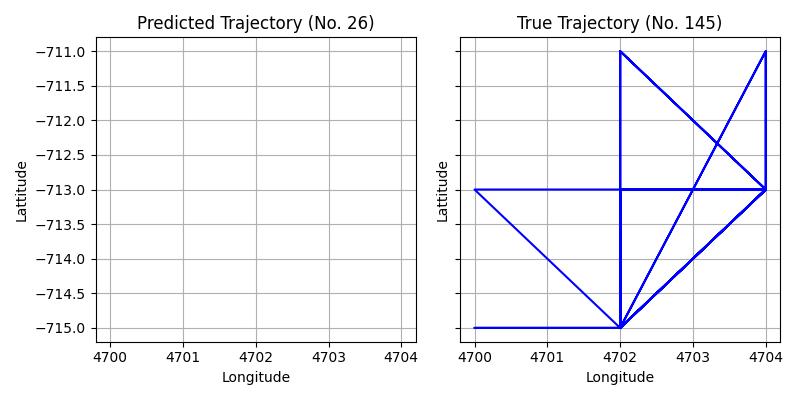 Predicted Trajectory (No. 26)
True Trajectory (No. 145)
−711.0
−711.5
−712.0
−712.5
−713.0
−713.5
−714.0
−714.5
−715.0
Lattitude
Lattitude
4700 4701 4702 4703 4704
4700 4701 4702 4703 4704
Longitude
Longitude